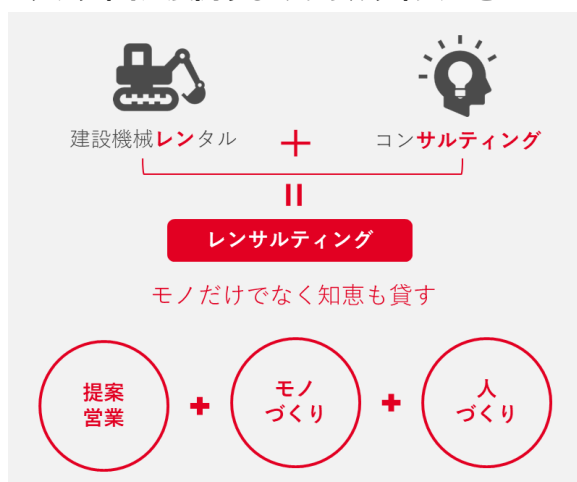 建設機械レンタル
＋
コンサルティング
レンサルティング
モノだけでなく知恵も貸す
提案
営業
+
モノ
づくり
+
人
づくり